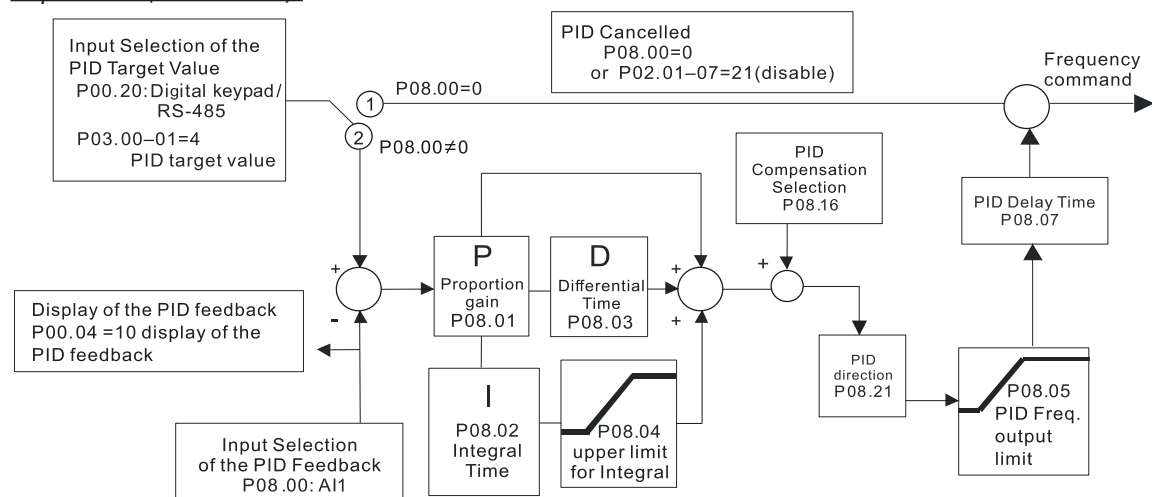 Input Selection of the
PID Target Value
P00.20: Digital keypad/
RS-485
P03.00–01=4
PID target value
1
P08.00=0
2
P08.00≠0
PID Cancelled
P08.00=0
or P02.01–07=21(disable)
Frequency
command
PID
Compensation
Selection
P08.16
PID Delay Time
P08.07
+
-
P
Proportion
gain
P08.01
D
Differential
Time
P08.03
+
+
+
Display of the PID feedback
P00.04 =10 display of the
PID feedback
I
P08.02
Integral
Time
P08.04
upper limit
for Integral
PID
direction
P08.21
P08.05
PID Freq.
output
limit
Input Selection
of the PID Feedback
P08.00: AI1